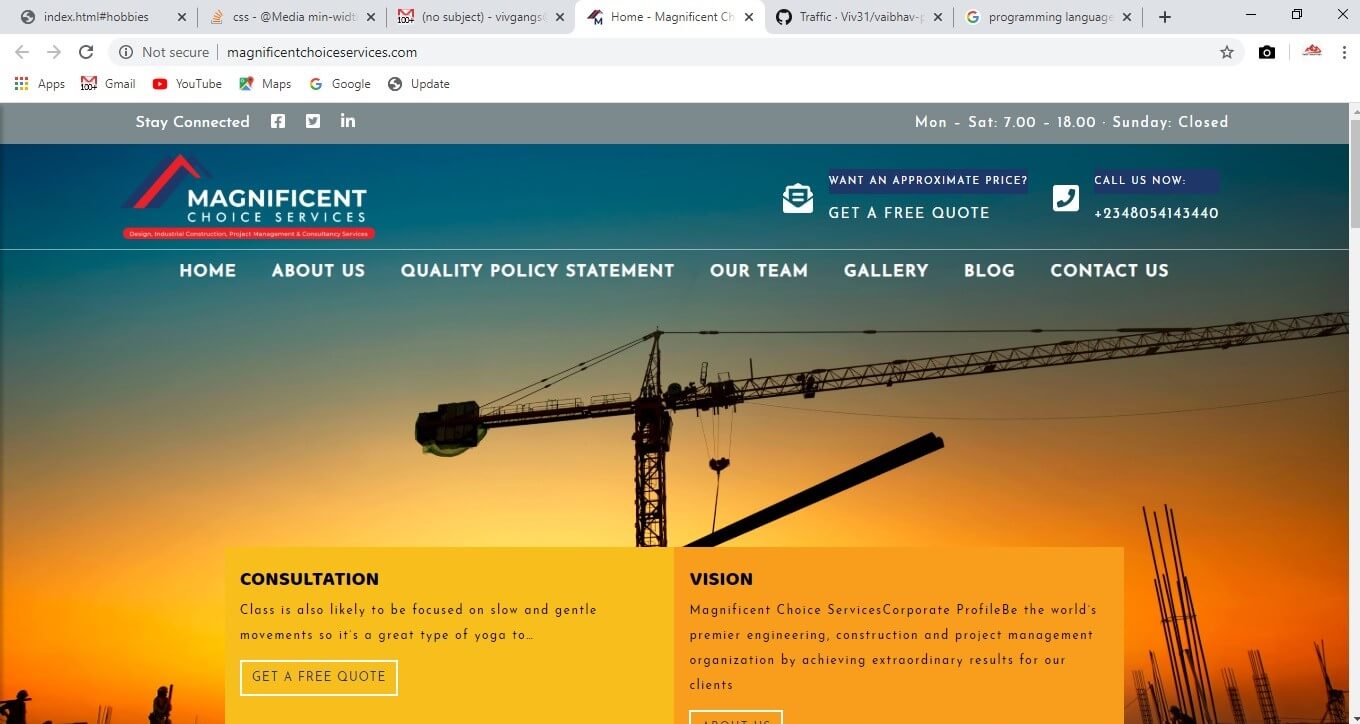 index.html#hobbies
css - @Media min-widt
(no subject) - vivgangs
Home - Magnificent Ch
Traffic · Viv31/vaibhav-p
programming language
Not secure
magnificentchoiceservices.com
Apps
100+
Gmail
YouTube
Maps
Google
Update
Stay Connected
Mon – Sat: 7.00 – 18.00 · Sunday: Closed
MAGNIFICENT
CHOICE SERVICES
Design, Industrial Construction, Project Management & Consultancy Services
WANT AN APPROXIMATE PRICE?
GET A FREE QUOTE
CALL US NOW:
+2348054143440
HOME
ABOUT US
QUALITY POLICY STATEMENT
OUR TEAM
GALLERY
BLOG
CONTACT US
CONSULTATION
Class is also likely to be focused on slow and gentle
movements so it's a great type of yoga to…
GET A FREE QUOTE
VISION
Magnificent Choice ServicesCorporate ProfileBe the world's
premier engineering, construction and project management
organization by achieving extraordinary results for our
clients
ABOUT US